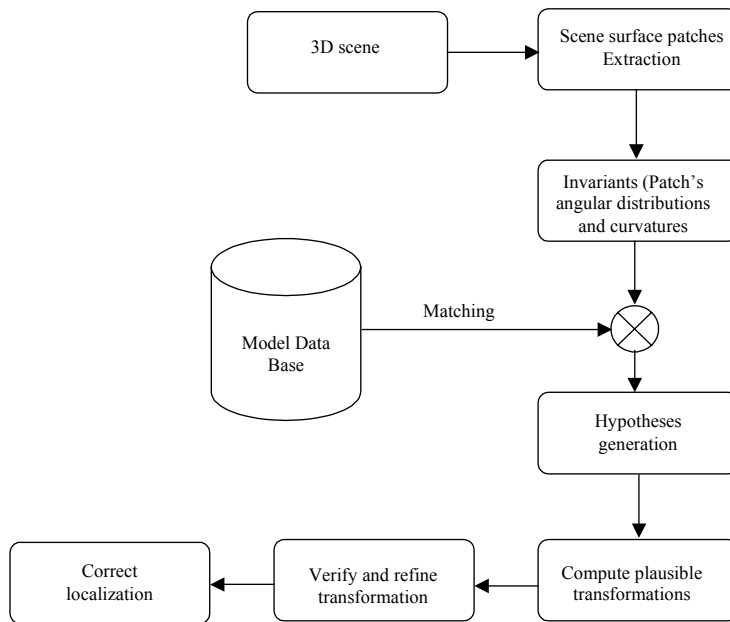 3D scene
Scene surface patches
Extraction
Invariants (Patch's
angular distributions
and curvatures
Matching
Model Data
Base
Hypotheses
generation
Compute plausible
transformations
Verify and refine
transformation
Correct
localization